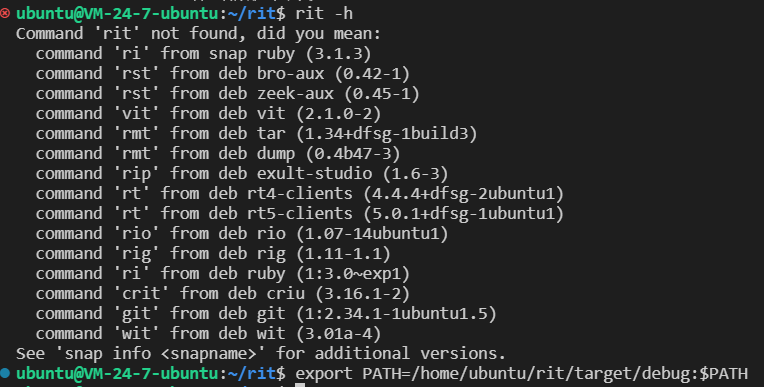 ubuntu@VM-24-7-ubuntu:~/rit$ rit -h
Command 'rit' not found, did you mean:
  command 'ri' from snap ruby (3.1.3)
  command 'rst' from deb bro-aux (0.42-1)
  command 'rst' from deb zeek-aux (0.45-1)
  command 'vit' from deb vit (2.1.0-2)
  command 'rmt' from deb tar (1.34+dfsg-1build3)
  command 'rmt' from deb dump (0.4b47-3)
  command 'rip' from deb exult-studio (1.6-3)
  command 'rt' from deb rt4-clients (4.4.4+dfsg-2ubuntu1)
  command 'rt' from deb rt5-clients (5.0.1+dfsg-1ubuntu1)
  command 'rio' from deb rio (1.07-14ubuntu1)
  command 'rig' from deb rig (1.11-1.1)
  command 'ri' from deb ruby (1:3.0~exp1)
  command 'crit' from deb criu (3.16.1-2)
  command 'git' from deb git (1:2.34.1-1ubuntu1.5)
  command 'wit' from deb wit (3.01a-4)
See 'snap info <snapname>' for additional versions.
ubuntu@VM-24-7-ubuntu:~/rit$ export PATH=/home/ubuntu/rit/target/debug:$PATH